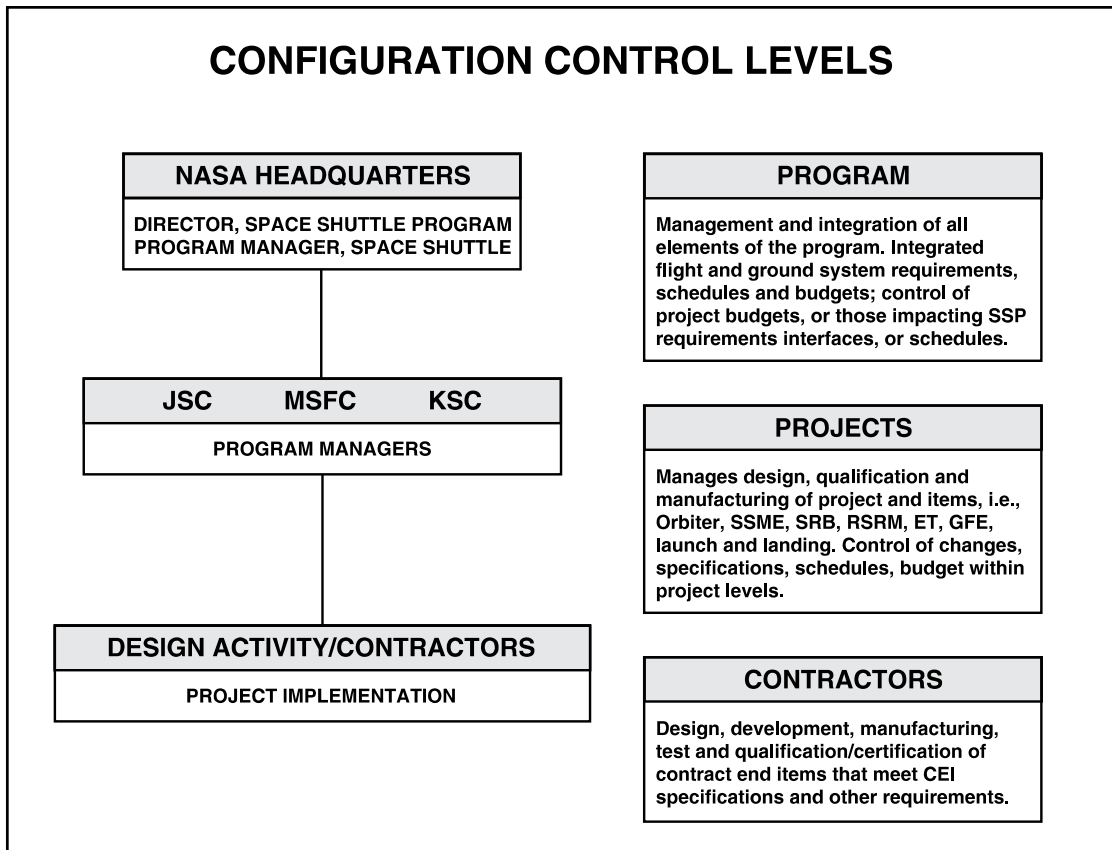 CONFIGURATION CONTROL LEVELS
NASA HEADQUARTERS
DIRECTOR, SPACE SHUTTLE PROGRAM
PROGRAM MANAGER, SPACE SHUTTLE
JSC MSFC KSC
PROGRAM MANAGERS
DESIGN ACTIVITY/CONTRACTORS
PROJECT IMPLEMENTATION
PROGRAM
Management and integration of all
elements of the program. Integrated
flight and ground system requirements,
schedules and budgets; control of
project budgets, or those impacting SSP
requirements interfaces, or schedules.
PROJECTS
Manages design, qualification and
manufacturing of project and items, i.e.,
Orbiter, SSME, SRB, RSRM, ET, GFE,
launch and landing. Control of changes,
specifications, schedules, budget within
project levels.
CONTRACTORS
Design, development, manufacturing,
test and qualification/certification of
contract end items that meet CEI
specifications and other requirements.